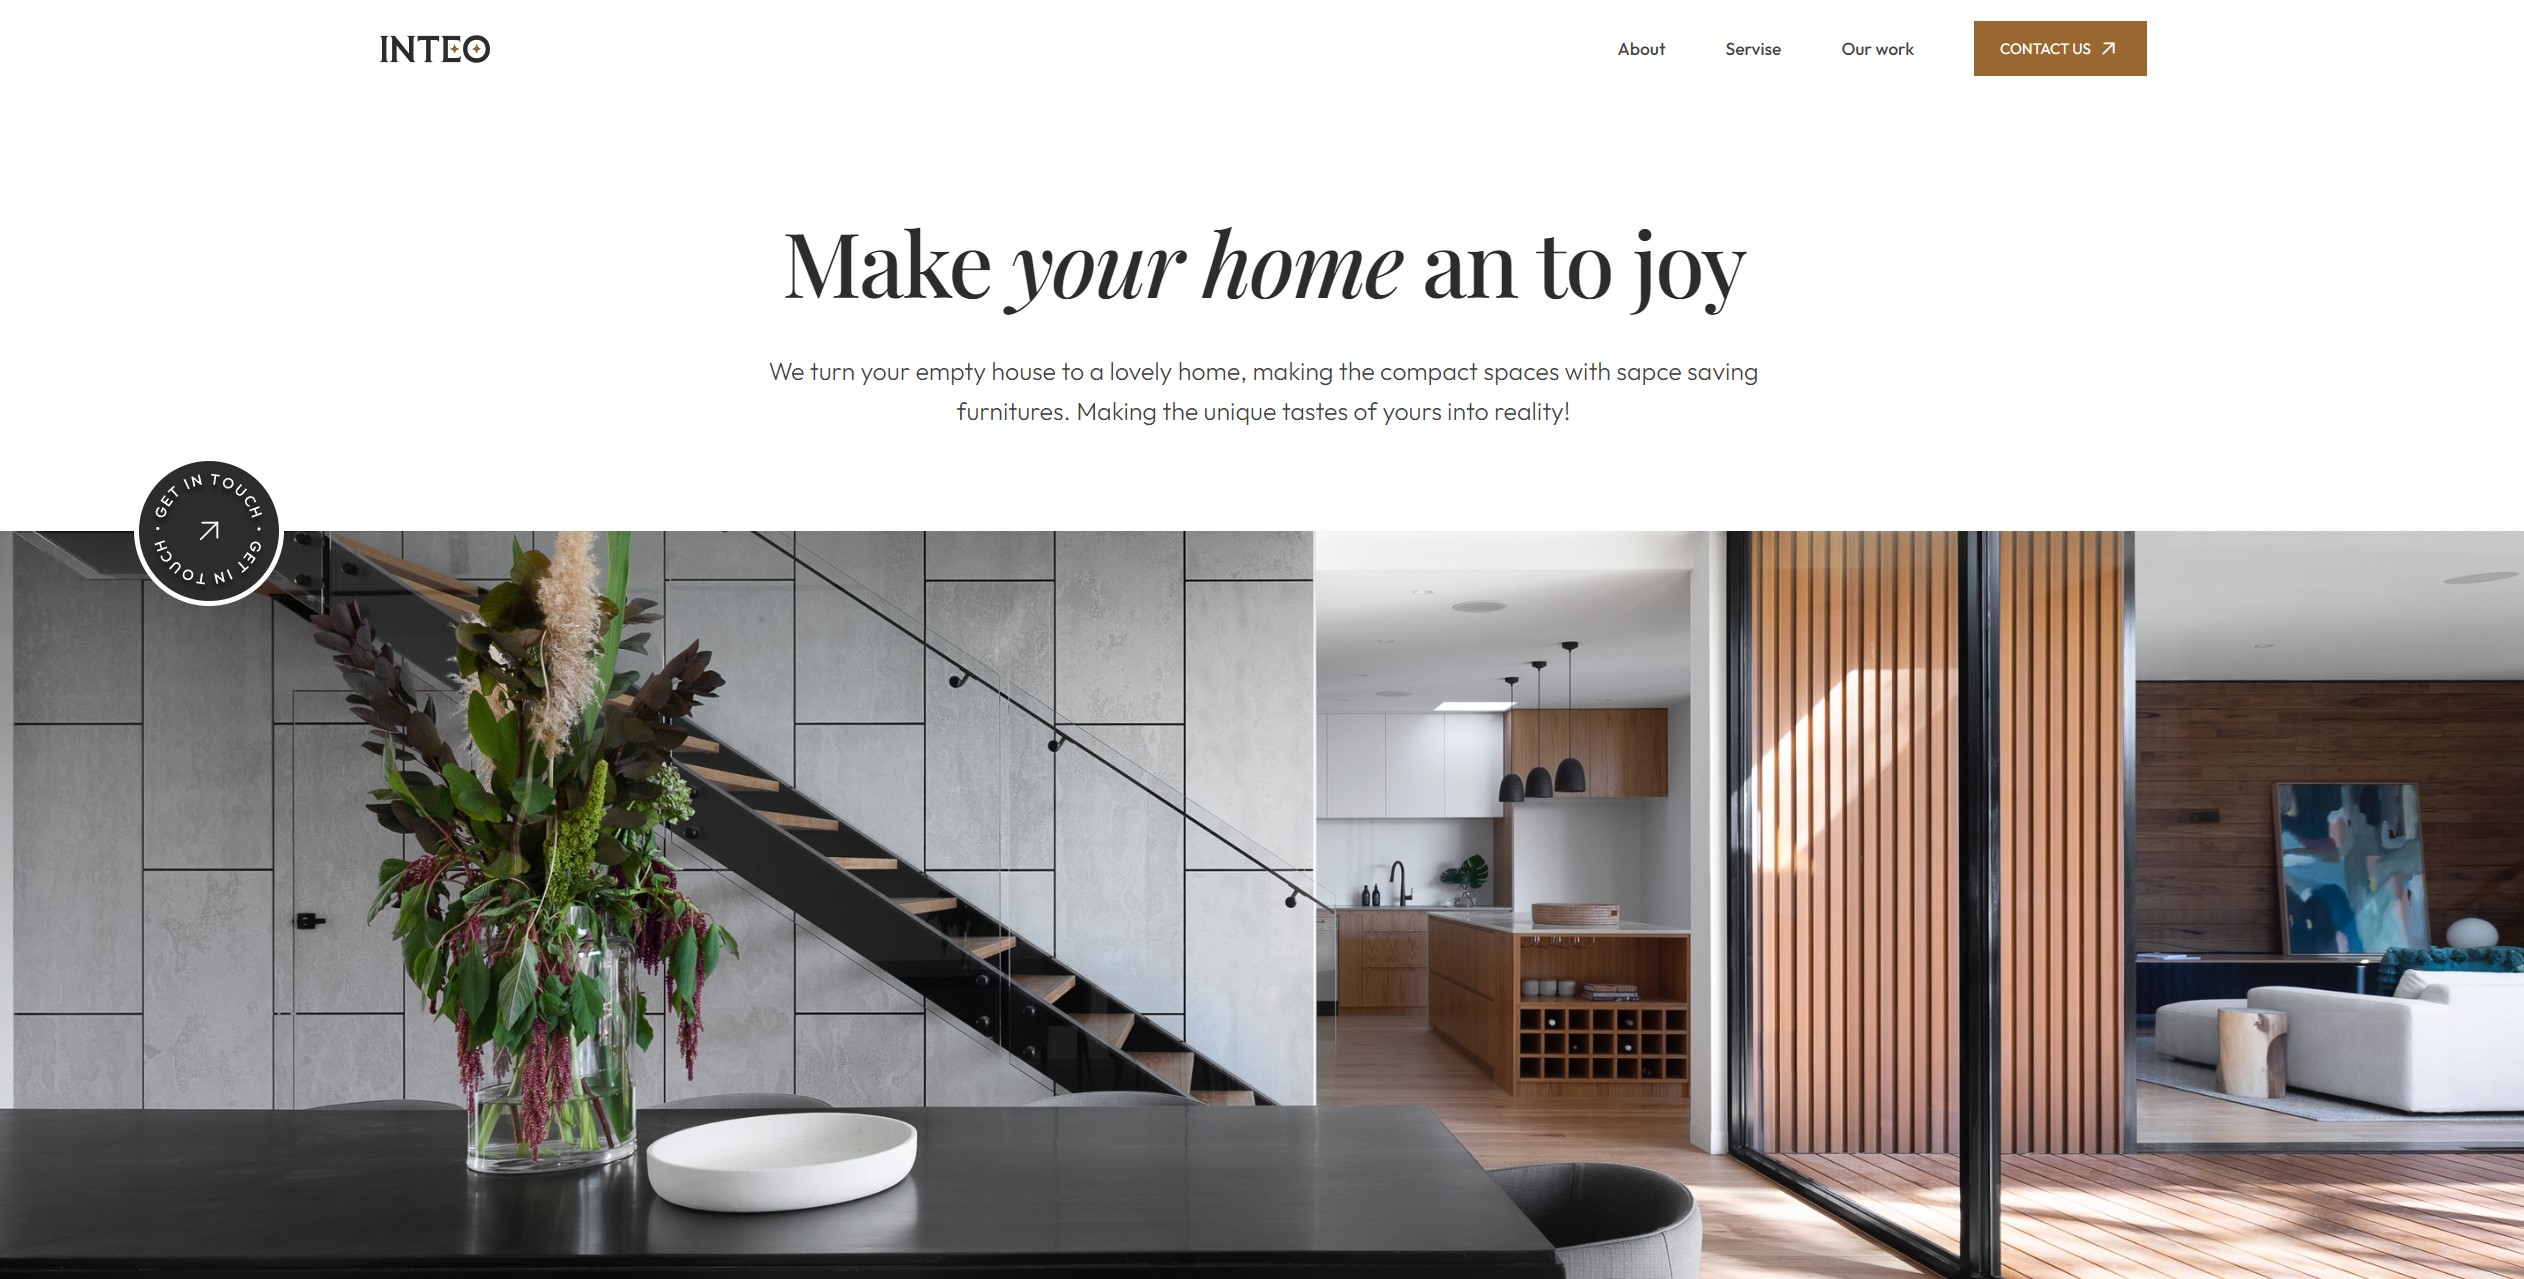 INTEO
About
Servise
Our work
CONTACT US
Make your home an to joy
We turn your empty house to a lovely home, making the compact spaces with sapce saving
furnitures. Making the unique tastes of yours into reality!
GET IN TOUCH • GET IN TOUCH •